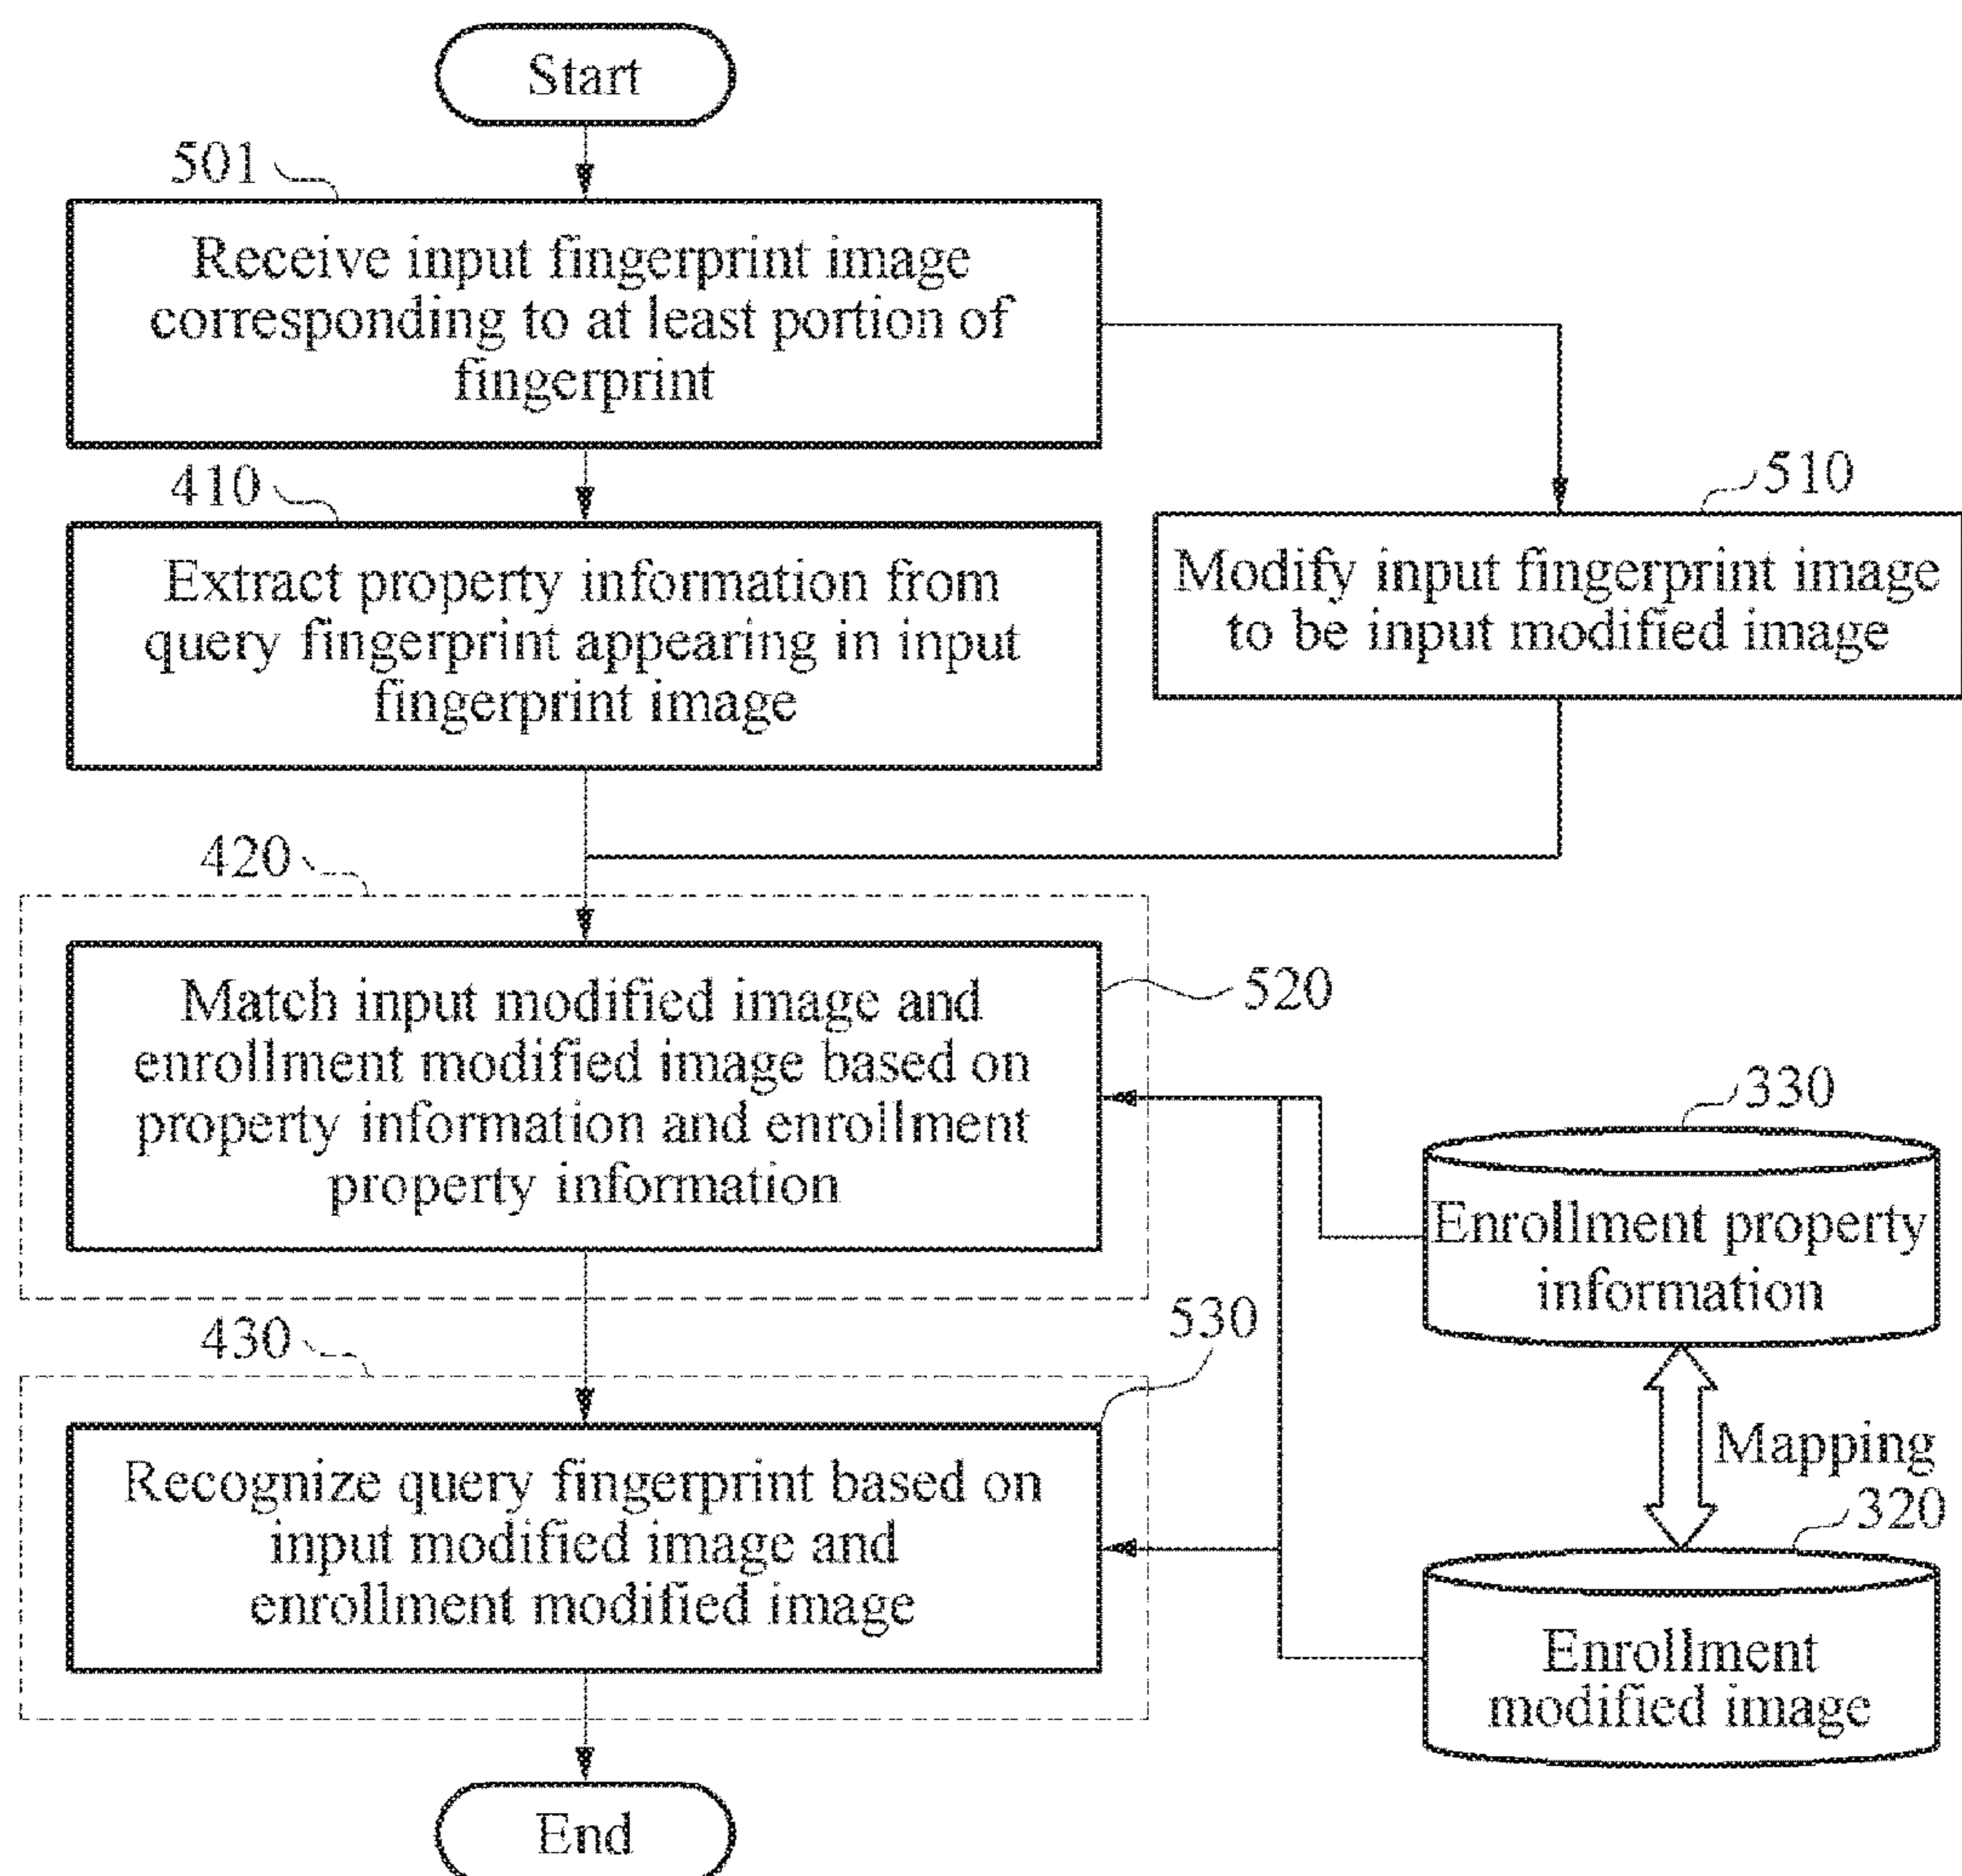 Start
501
Receive input fingerprint image
corresponding to at least portion of
fingerprint
410
Extract property information from
query fingerprint appearing in input
fingerprint image
510
Modify input fingerprint image
to be input modified image
420
Match input modified image and
enrollment modified image based on
property information and enrollment
property information
520
330
Enrollment property
information
430
530
Recognize query fingerprint based on
input modified image and
enrollment modified image
Mapping
320
Enrollment
modified image
End